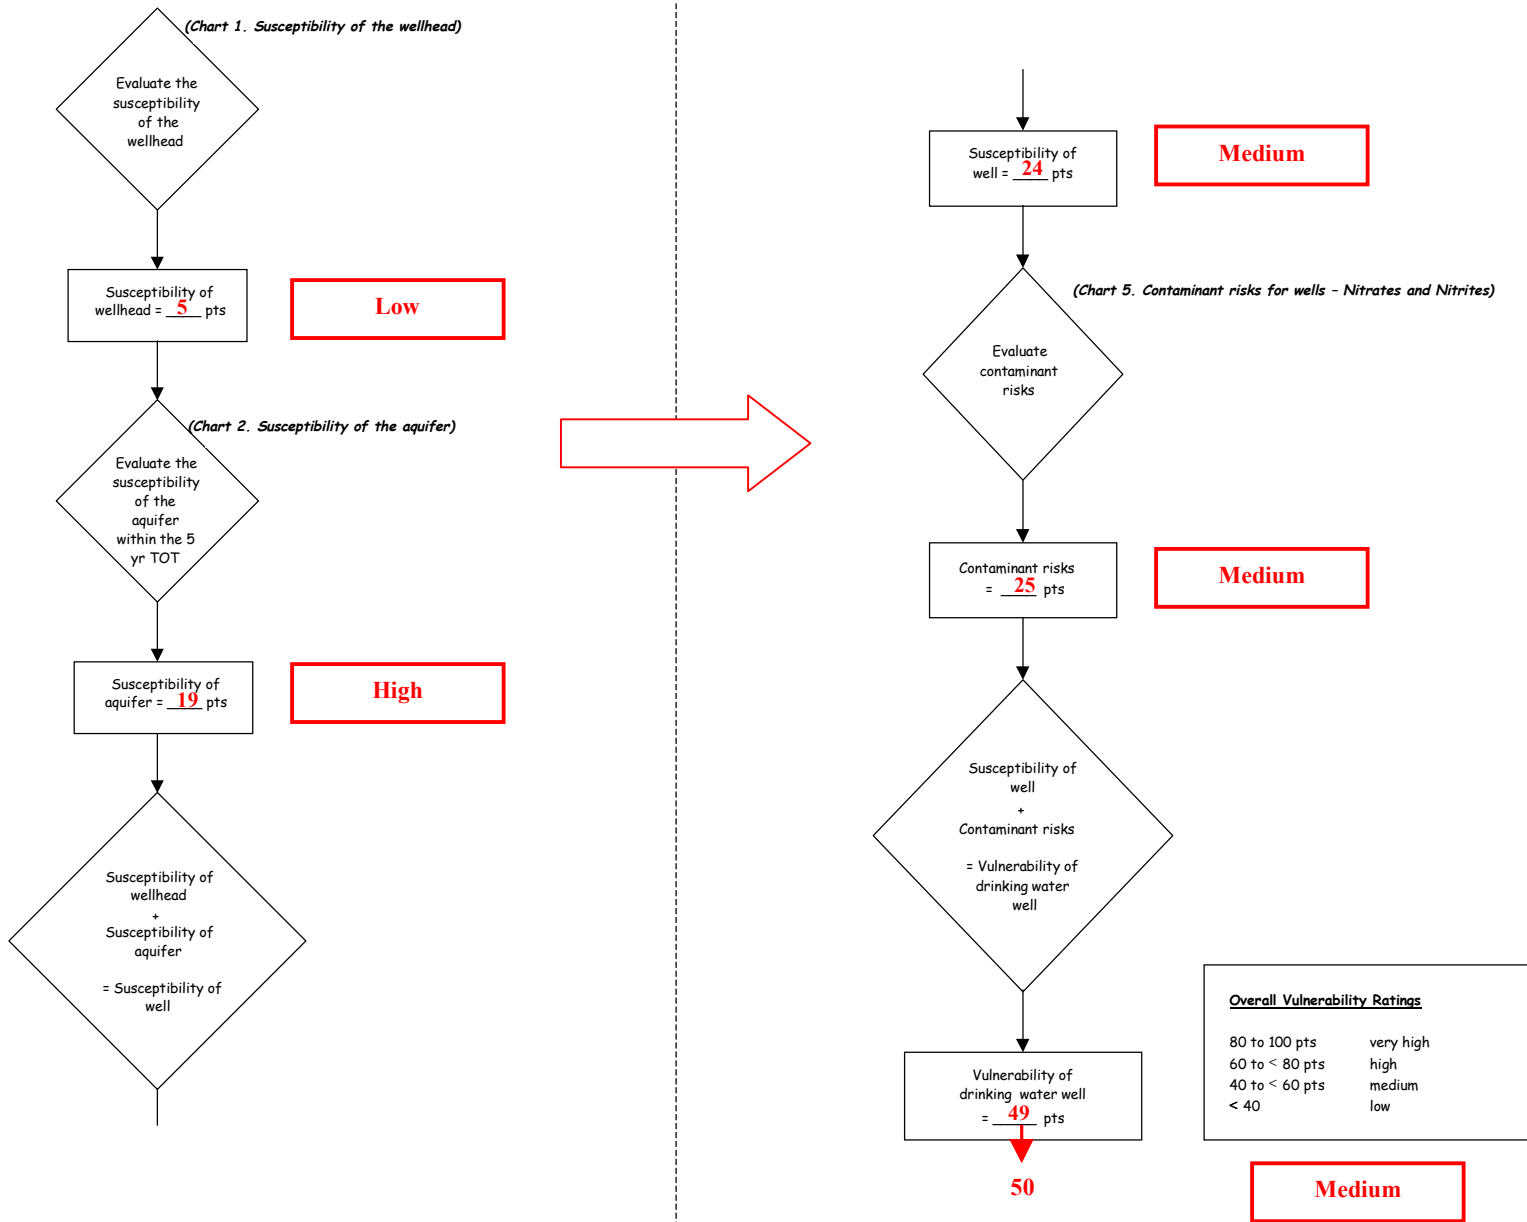 (Chart 1. Susceptibility of the wellhead)
Evaluate the
susceptibility
of the
wellhead
Susceptibility of
wellhead = 5 pts
Low
(Chart 2. Susceptibility of the aquifer)
Evaluate the
susceptibility
of the
aquifer
within the 5
yr TOT
Susceptibility of
aquifer = 19 pts
High
Susceptibility of
wellhead
+
Susceptibility of
aquifer
= Susceptibility of
well
Susceptibility of
well = 24 pts
Medium
(Chart 5. Contaminant risks for wells – Nitrates and Nitrites)
Evaluate
contaminant
risks
Contaminant risks
= 25 pts
Medium
Susceptibility of
well
+
Contaminant risks
= Vulnerability of
drinking water
well
Vulnerability of
drinking water well
= 49 pts
50
Overall Vulnerability Ratings
80 to 100 pts very high
60 to < 80 pts high
40 to < 60 pts medium
< 40 low
Medium